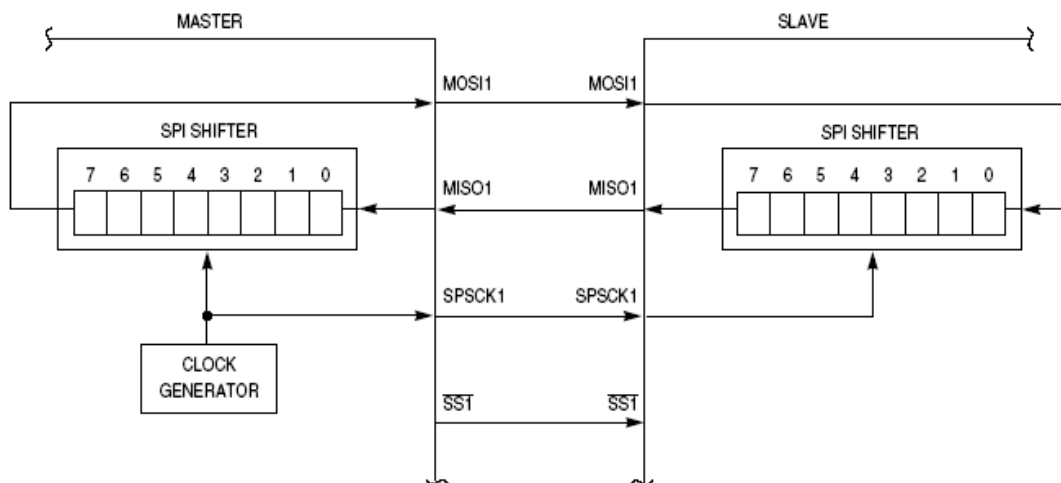 MASTER
SLAVE
MOSI1
MOSI1
SPI SHIFTER
SPI SHIFTER
7 6 5 4 3 2 1 0
7 6 5 4 3 2 1 0
MISO1
MISO1
SPSCK1
SPSCK1
CLOCK
GENERATOR
SS1
SS1